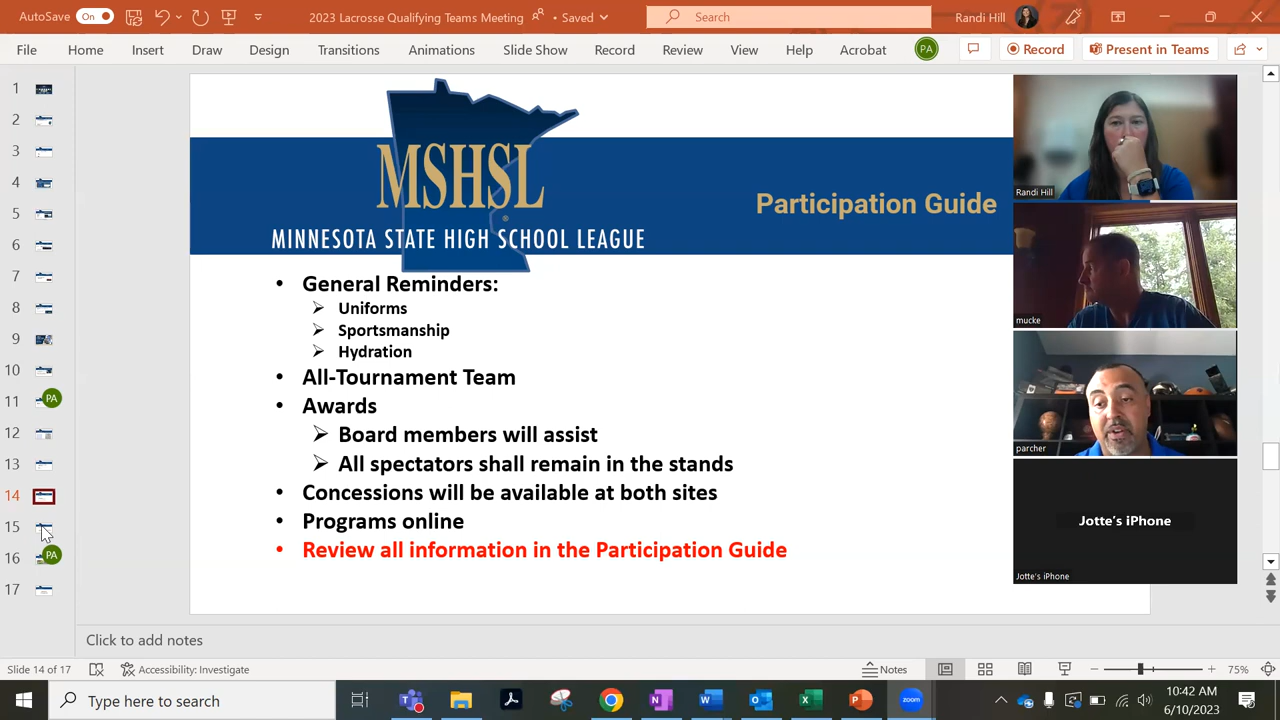 AutoSave On 2023 Lacrosse Qualifying Teams Meeting • Saved Search Randi Hill
File Home Insert Draw Design Transitions Animations Slide Show Record Review View Help Acrobat PA Record Present in Teams
1
2
3
4
5
6
7
8
9
10
11 PA
12
13
14
15
16 PA
17
MSHSL
®
MINNESOTA STATE HIGH SCHOOL LEAGUE
Participation Guide
• General Reminders:
Uniforms
Sportsmanship
Hydration
• All-Tournament Team
• Awards
Board members will assist
All spectators shall remain in the stands
• Concessions will be available at both sites
• Programs online
• Review all information in the Participation Guide
Randi Hill
mucke
parcher
Jotte's iPhone
Jotte's iPhone
Click to add notes
Slide 14 of 17 Accessibility: Investigate Notes 75%
Type here to search
10:42 AM
6/10/2023